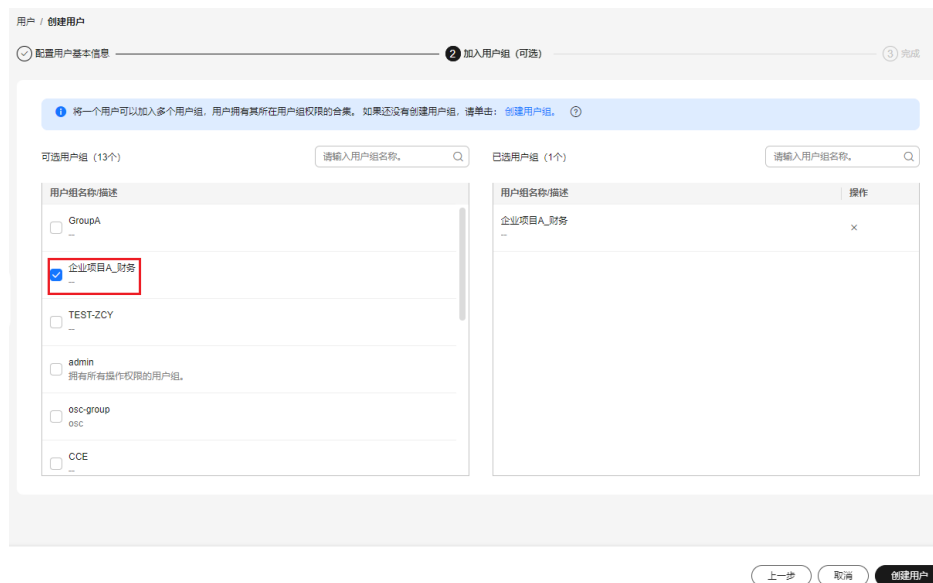 用户 / 创建用户
配置用户基本信息 2 加入用户组（可选） 3 完成
将一个用户可以加入多个用户组，用户拥有其所在用户组权限的合集。 如果还没有创建用户组，请单击： 创建用户组。
可选用户组（13个） 请输入用户组名称。 已选用户组（1个） 请输入用户组名称。
用户组名称/描述 用户组名称/描述 操作
GroupA 企业项目A_财务
-- --
企业项目A_财务
--
TEST-ZCY
--
admin
拥有所有操作权限的用户组。
osc-group
osc
CCE
--
上一步 取消 创建用户